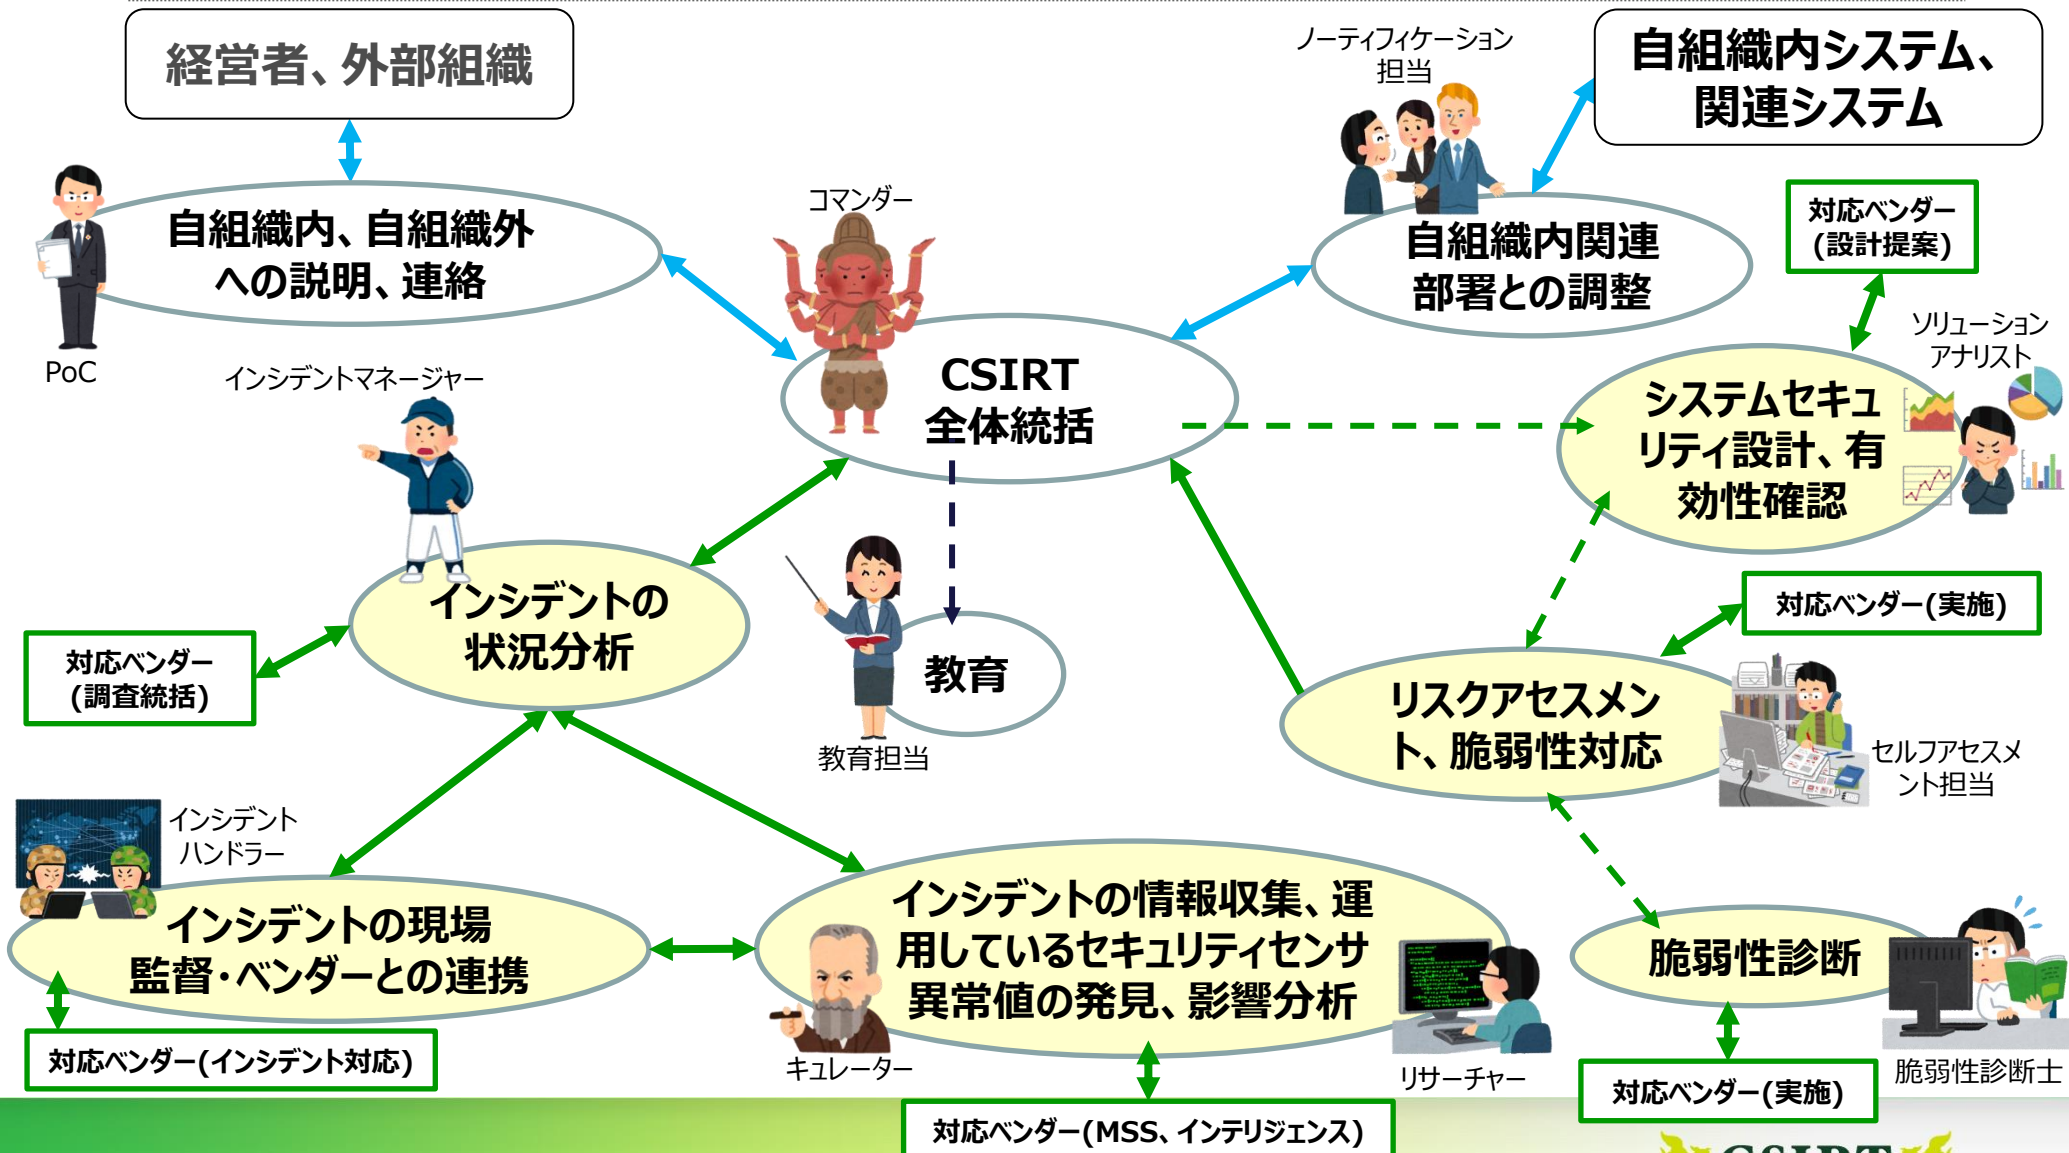 経営者、外部組織
ノーティフィケーション
担当
自組織内システム、
関連システム
コマンダー
自組織内、自組織外
への説明、連絡
PoC
自組織内関連
部署との調整
対応ベンダー
(設計提案)
ソリューション
アナリスト
インシデントマネージャー
CSIRT
全体統括
システムセキュ
リティ設計、有
効性確認
インシデントの
状況分析
対応ベンダー
(調査統括)
教育
教育担当
対応ベンダー(実施)
リスクアセスメン
ト、脆弱性対応
セルフアセスメ
ント担当
インシデント
ハンドラー
インシデントの現場
監督・ベンダーとの連携
対応ベンダー(インシデント対応)
インシデントの情報収集、運
用しているセキュリティセンサ
異常値の発見、影響分析
キュレーター
リサーチャー
対応ベンダー(MSS、インテリジェンス)
脆弱性診断
脆弱性診断士
対応ベンダー(実施)
CSIRT